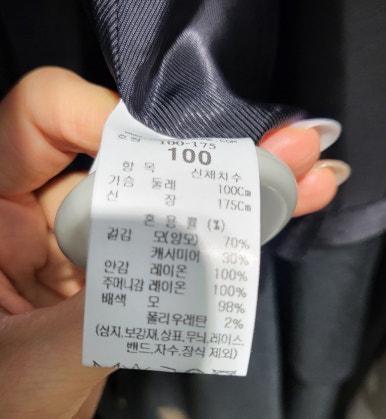 호칭 100-175
100
항 목 신체치수
가슴 둘레 100Cm
신 장 175Cm
혼 용 률 (%)
겉감 모(양모) 70%
캐시미어 30%
안감 레이온 100%
주머니감 레이온 100%
배색 모 98%
폴리우레탄 2%
(심지,보강재,상표,무늬,레이스
밴드,자수,장식 제외)